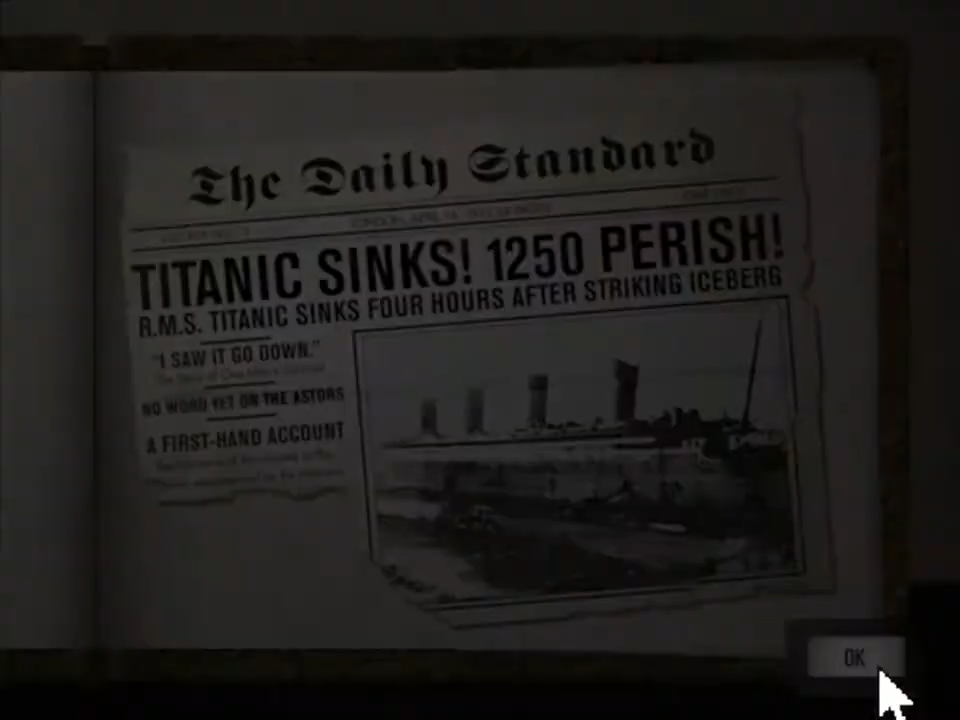 The Daily Standard
TITANIC SINKS! 1250 PERISH!
R.M.S. TITANIC SINKS FOUR HOURS AFTER STRIKING ICEBERG
"I SAW IT GO DOWN."
NO WORD YET ON THE ASTORS
A FIRST-HAND ACCOUNT
OK